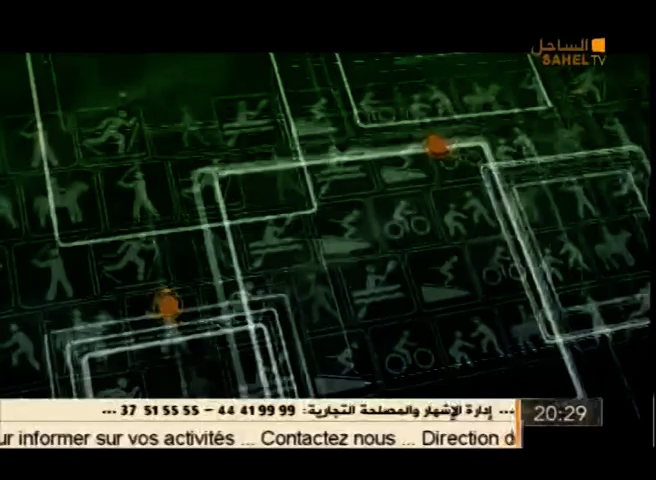 الساحل
SAHEL TV
... إدارة الإشهار والمصلحة التجارية: 99 99 41 44 – 55 55 51 37 ...
20:29
ur informer sur vos activités ... Contactez nous ... Direction d